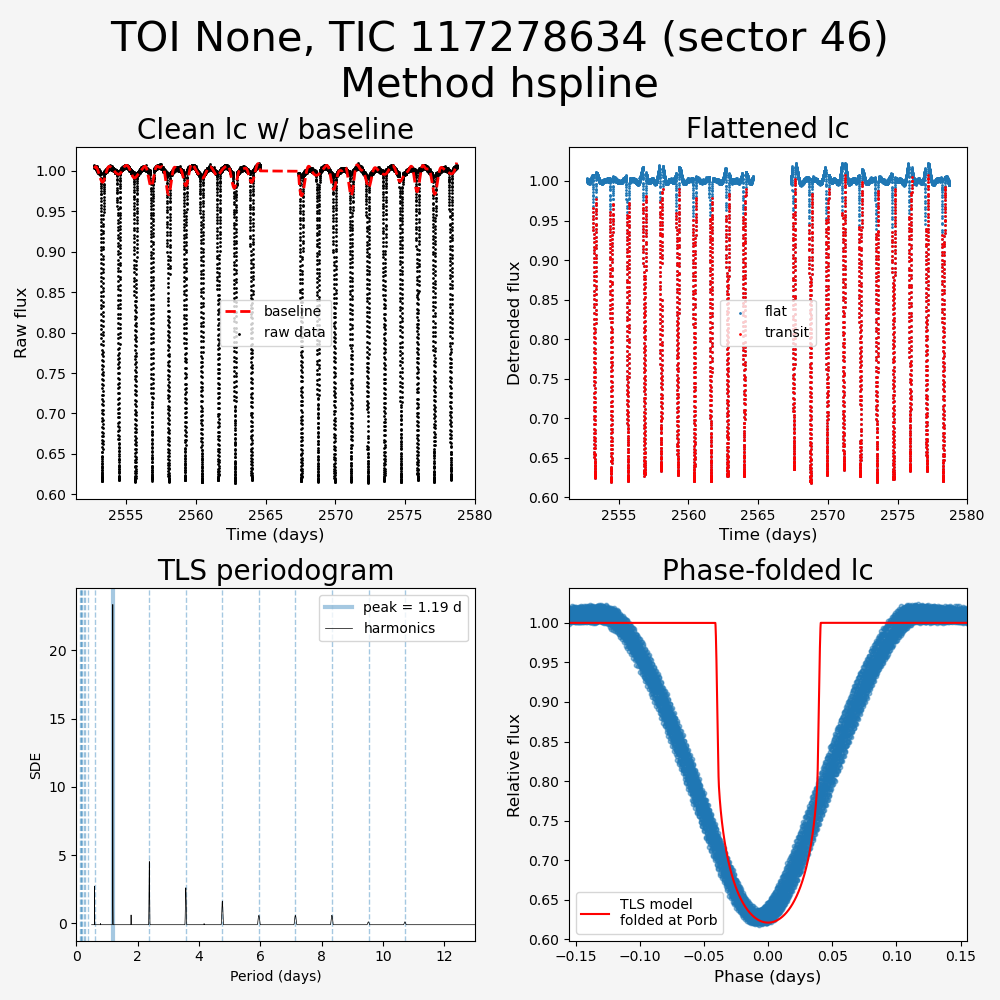 TOI None, TIC 117278634 (sector 46)
Method hspline
Clean lc w/ baseline
Raw flux
1.00
0.95
0.90
0.85
0.80
0.75
0.70
0.65
0.60
baseline
raw data
2555 2560 2565 2570 2575 2580
Time (days)
Flattened lc
Detrended flux
1.00
0.95
0.90
0.85
0.80
0.75
0.70
0.65
0.60
flat
transit
2555 2560 2565 2570 2575 2580
Time (days)
TLS periodogram
SDE
20
15
10
5
0
peak = 1.19 d
harmonics
0 2 4 6 8 10 12
Period (days)
Phase-folded lc
Relative flux
1.00
0.95
0.90
0.85
0.80
0.75
0.70
0.65
0.60
TLS model
folded at Porb
−0.15 −0.10 −0.05 0.00 0.05 0.10 0.15
Phase (days)